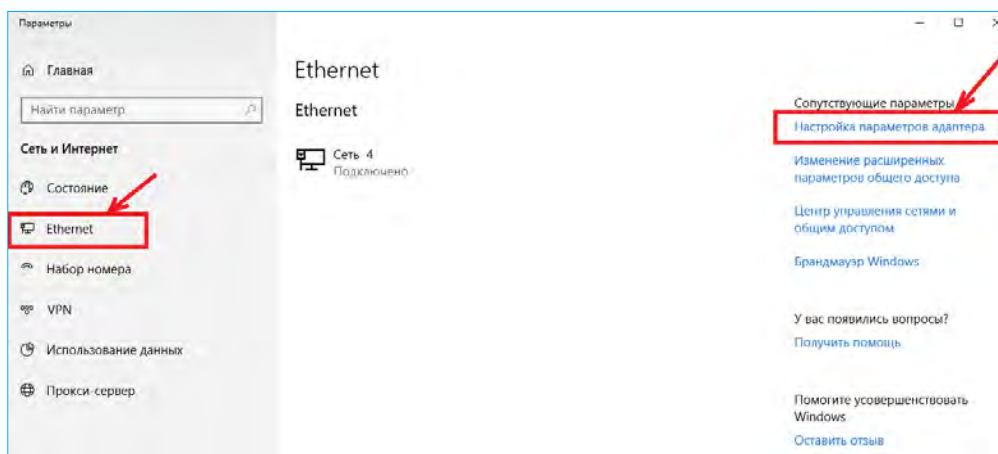 Параметры
Главная
Найти параметр
Сеть и Интернет
Состояние
Ethernet
Набор номера
VPN
Использование данных
Прокси-сервер
Ethernet
Ethernet
Сеть 4
Подключено
Сопутствующие параметры
Настройка параметров адаптера
Изменение расширенных
параметров общего доступа
Центр управления сетями и
общим доступом
Брандмауэр Windows
У вас появились вопросы?
Получить помощь
Помогите усовершенствовать
Windows
Оставить отзыв